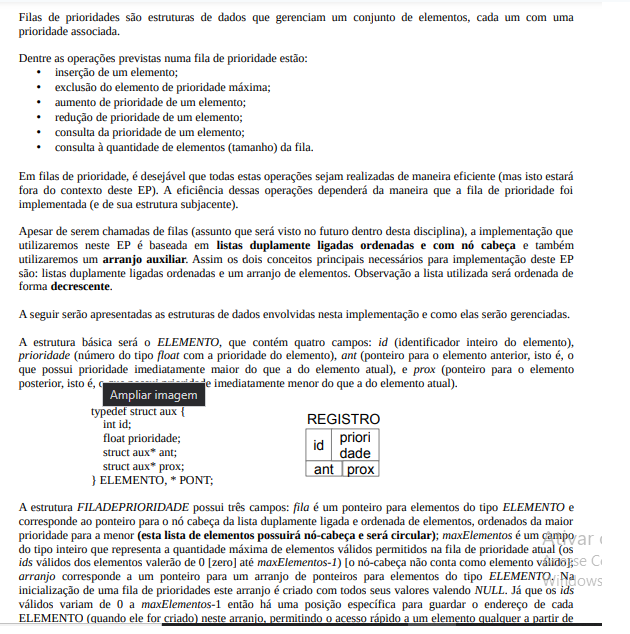 Filas de prioridades são estruturas de dados que gerenciam um conjunto de elementos, cada um com uma
prioridade associada.
Dentre as operações previstas numa fila de prioridade estão:
• inserção de um elemento;
• exclusão do elemento de prioridade máxima;
• aumento de prioridade de um elemento;
• redução de prioridade de um elemento;
• consulta da prioridade de um elemento;
• consulta à quantidade de elementos (tamanho) da fila.
Em filas de prioridade, é desejável que todas estas operações sejam realizadas de maneira eficiente (mas isto estará
fora do contexto deste EP). A eficiência dessas operações dependerá da maneira que a fila de prioridade foi
implementada (e de sua estrutura subjacente).
Apesar de serem chamadas de filas (assunto que será visto no futuro dentro desta disciplina), a implementação que
utilizaremos neste EP é baseada em listas duplamente ligadas ordenadas e com nó cabeça e também
utilizaremos um arranjo auxiliar. Assim os dois conceitos principais necessários para implementação deste EP
são: listas duplamente ligadas ordenadas e um arranjo de elementos. Observação a lista utilizada será ordenada de
forma decrescente.
A seguir serão apresentadas as estruturas de dados envolvidas nesta implementação e como elas serão gerenciadas.
A estrutura básica será o ELEMENTO, que contém quatro campos: id (identificador inteiro do elemento),
prioridade (número do tipo float com a prioridade do elemento), ant (ponteiro para o elemento anterior, isto é, o
que possui prioridade imediatamente maior do que a do elemento atual), e prox (ponteiro para o elemento
posterior, isto é, imediatamente menor do que a do elemento atual).
Ampliar imagem
typedef struct aux {
int id;
float prioridade;
struct aux* ant;
struct aux* prox;
} ELEMENTO, * PONT;
REGISTRO
id priori
dade
ant prox
A estrutura FILADEPRIORIDADE possui três campos: fila é um ponteiro para elementos do tipo ELEMENTO e
corresponde ao ponteiro para o nó cabeça da lista duplamente ligada e ordenada de elementos, ordenados da maior
prioridade para a menor (esta lista de elementos possuirá nó-cabeça e será circular); maxElementos é um campo
do tipo inteiro que representa a quantidade máxima de elementos válidos permitidos na fila de prioridade atual (os
ids válidos dos elementos valerão de 0 [zero] até maxElementos-1) [o nó-cabeça não conta como elemento válido];
arranjo corresponde a um ponteiro para um arranjo de ponteiros para elementos do tipo ELEMENTO. Na
inicialização de uma fila de prioridades este arranjo é criado com todos seus valores valendo NULL. Já que os ids
válidos variam de 0 a maxElementos-1 então há uma posição específica para guardar o endereço de cada
ELEMENTO (quando ele for criado) neste arranjo, permitindo o acesso rápido a um elemento qualquer a partir de